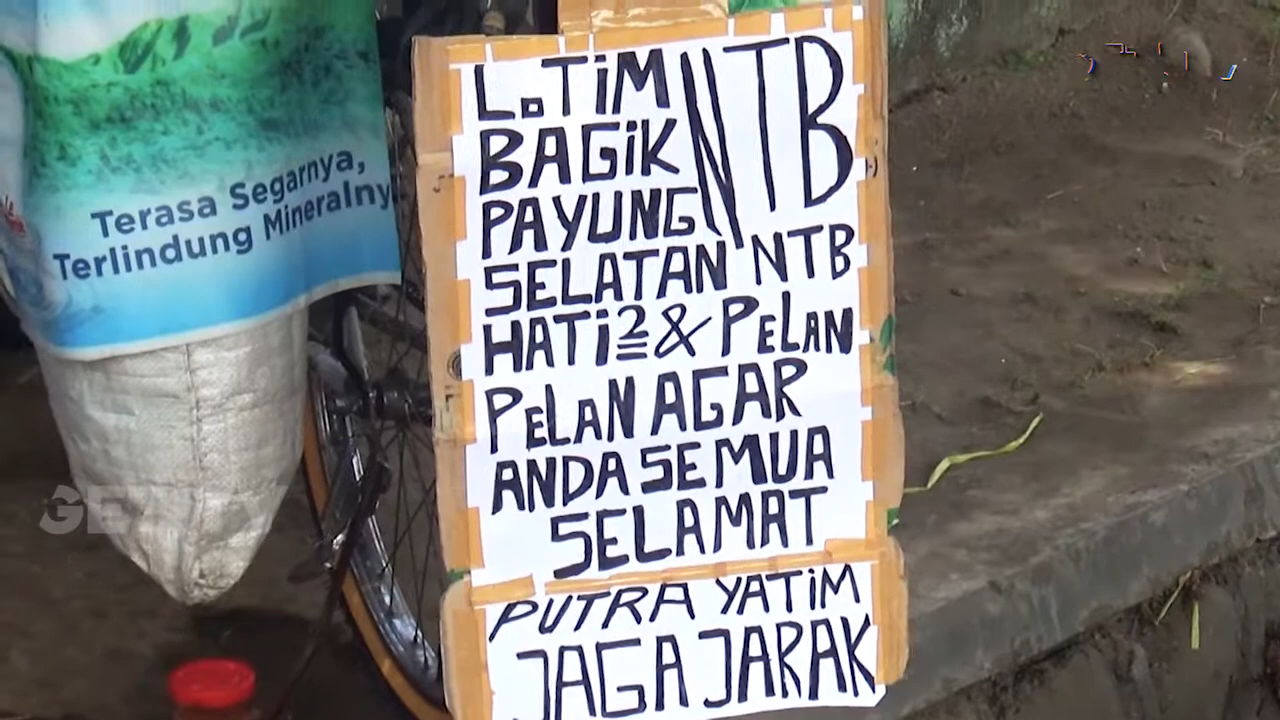 Terasa Segarnya,
Terlindung Mineralny
L.TiM NTB
BAGiK
PAYUNG
SELATAN NTB
HATi2 & PELAN
PELAN AGAR
ANDA SEMUA
SELAMAT
PUTRA YATiM
JAGA JARAK